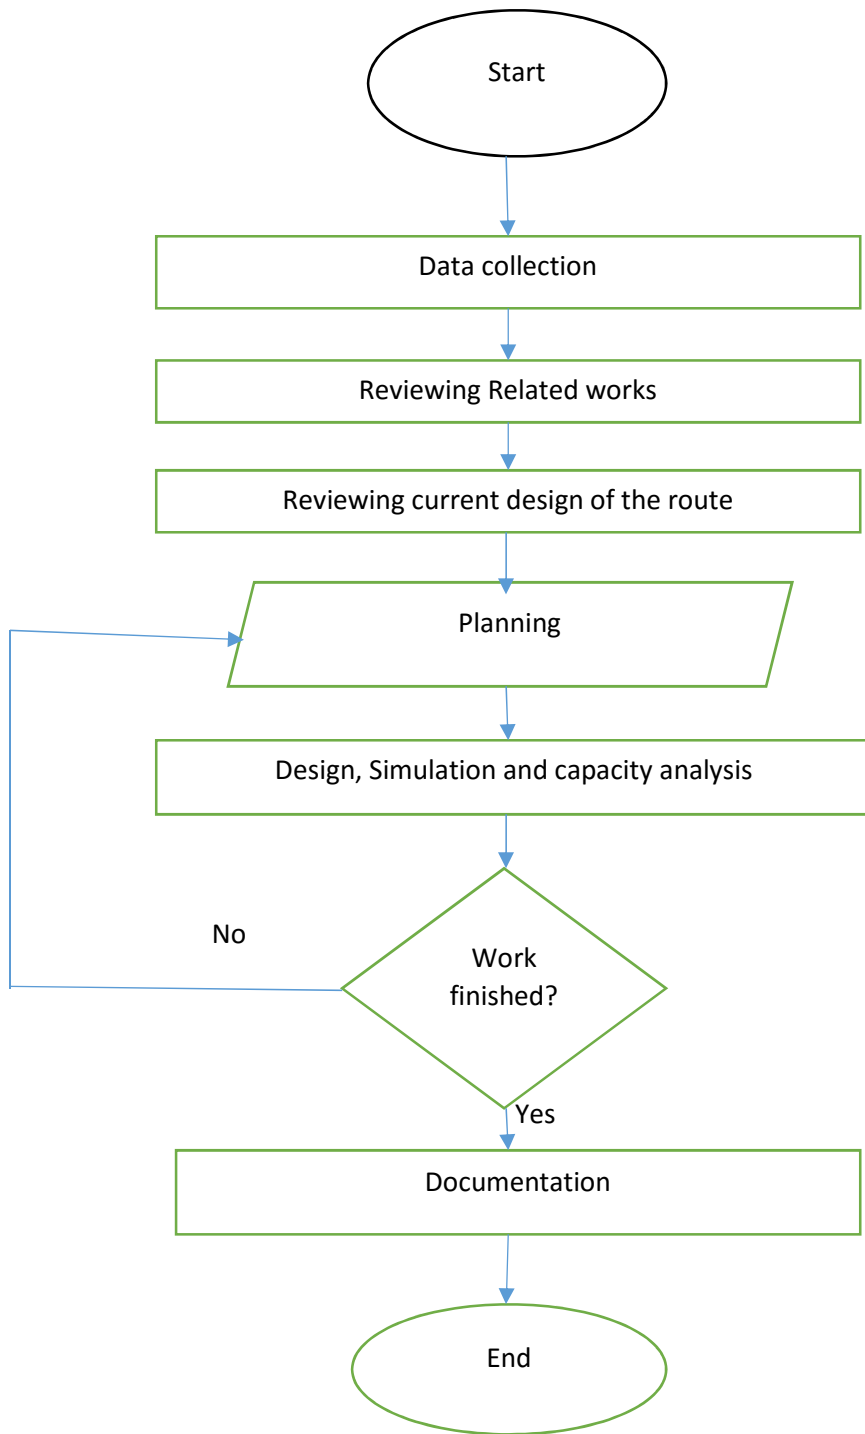 Start
Data collection
Reviewing Related works
Reviewing current design of the route
Planning
Design, Simulation and capacity analysis
No
Work
finished?
Yes
Documentation
End